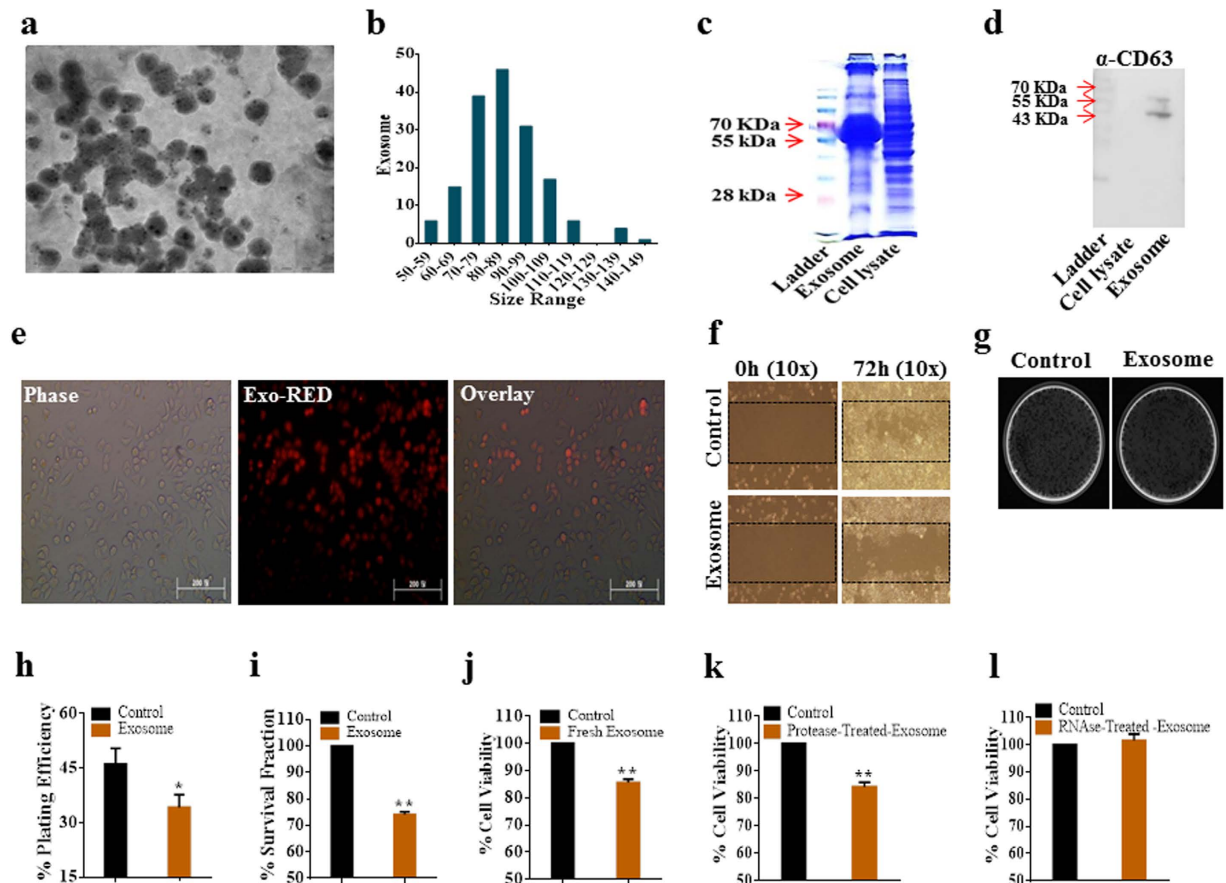 a
b
50
40
30
20
10
0
Exosome
50-59
60-69
70-79
80-89
90-99
100-109
110-119
120-129
130-139
140-149
Size Range
c
70 KDa
55 kDa
28 kDa
Ladder
Exosome
Cell lysate
d
α-CD63
70 KDa
55 KDa
43 KDa
Ladder
Cell lysate
Exosome
e
Phase
Exo-RED
Overlay
f
0h (10x)
72h (10x)
Control
Exosome
g
Control
Exosome
h
% Plating Efficiency
60
45
30
15
Control
Exosome
*
i
% Survival Fraction
110
100
90
80
70
60
50
Control
Exosome
**
j
% Cell Viability
110
100
90
80
70
60
50
Control
Fresh Exosome
**
k
% Cell Viability
110
100
90
80
70
60
50
Control
Protease-Treated-Exosome
**
l
% Cell Viability
110
100
90
80
70
60
50
Control
RNAse-Treated -Exosome